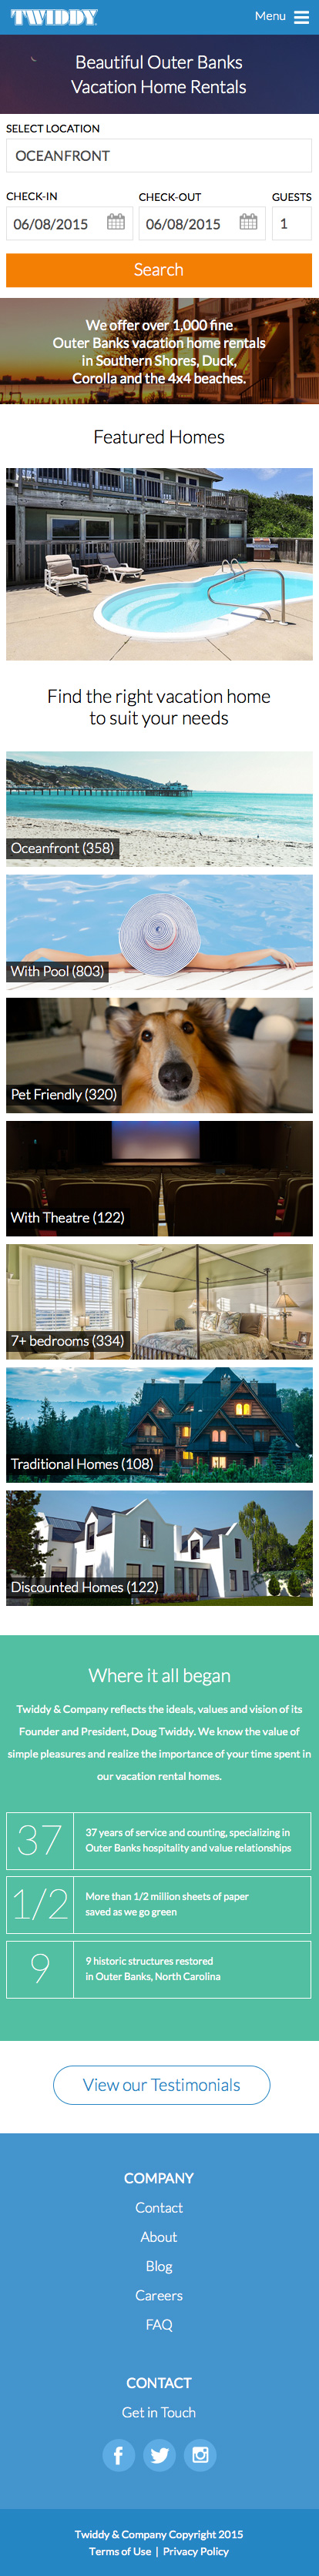 TWIDDY
Menu
Beautiful Outer Banks
Vacation Home Rentals
SELECT LOCATION
OCEANFRONT
CHECK-IN
CHECK-OUT
GUESTS
06/08/2015
06/08/2015
1
Search
We offer over 1,000 fine
Outer Banks vacation home rentals
in Southern Shores, Duck,
Corolla and the 4x4 beaches.
Featured Homes
Find the right vacation home
to suit your needs
Oceanfront (358)
With Pool (803)
Pet Friendly (320)
With Theatre (122)
7+ bedrooms (334)
Traditional Homes (108)
Discounted Homes (122)
Where it all began
Twiddy & Company reflects the ideals, values and vision of its
Founder and President, Doug Twiddy. We know the value of
simple pleasures and realize the importance of your time spent in
our vacation rental homes.
37
37 years of service and counting, specializing in
Outer Banks hospitality and value relationships
1/2
More than 1/2 million sheets of paper
saved as we go green
9
9 historic structures restored
in Outer Banks, North Carolina
View our Testimonials
COMPANY
Contact
About
Blog
Careers
FAQ
CONTACT
Get in Touch
Twiddy & Company Copyright 2015
Terms of Use | Privacy Policy